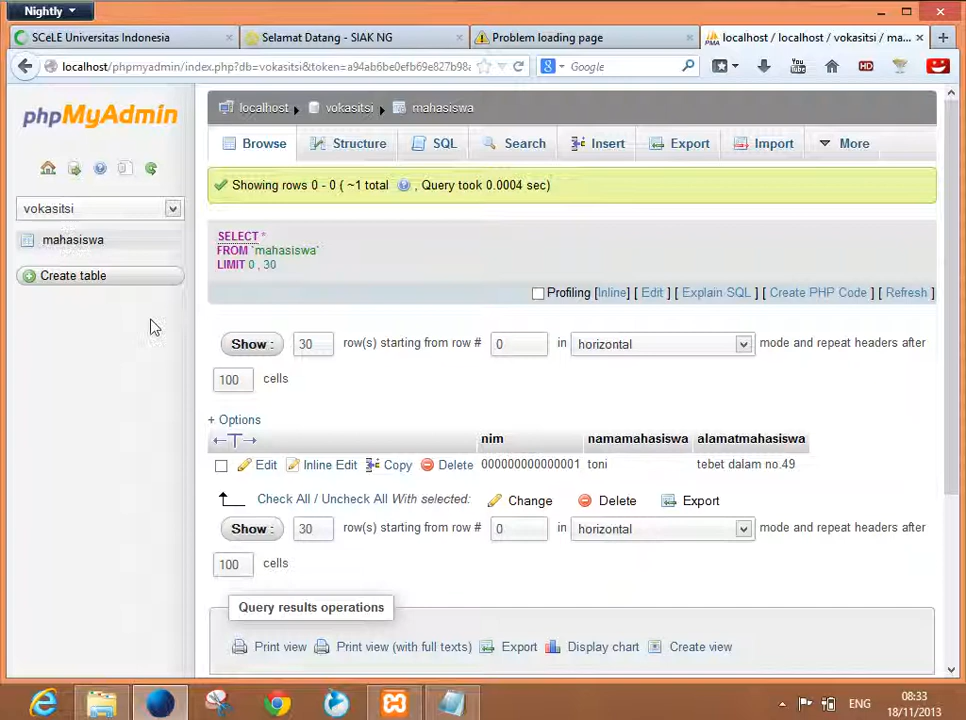 Nightly
SCeLE Universitas Indonesia
Selamat Datang - SIAK NG
Problem loading page
localhost / localhost / vokasitsi / ma...
localhost/phpmyadmin/index.php?db=vokasitsi&token=a94ab6be0efb69e827b98a
Google
You Tube
HD
phpMyAdmin
localhost
vokasitsi
mahasiswa
Browse
Structure
SQL
Search
Insert
Export
Import
More
Showing rows 0 - 0 ( ~1 total , Query took 0.0004 sec)
vokasitsi
mahasiswa
Create table
SELECT *
FROM `mahasiswa`
LIMIT 0 , 30
Profiling [Inline] [ Edit ] [ Explain SQL ] [ Create PHP Code ] [ Refresh ]
Show : 30 row(s) starting from row # 0 in horizontal mode and repeat headers after
100 cells
+ Options
←T→ nim namamahasiswa alamatmahasiswa
Edit Inline Edit Copy Delete 000000000000001 toni tebet dalam no.49
Check All / Uncheck All With selected: Change Delete Export
Show : 30 row(s) starting from row # 0 in horizontal mode and repeat headers after
100 cells
Query results operations
Print view Print view (with full texts) Export Display chart Create view
ENG
08:33
18/11/2013